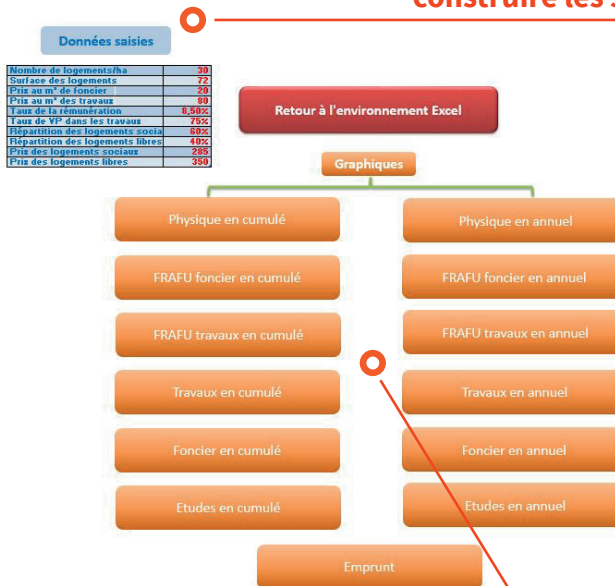 construire les s
Données saisies
Nombre de logements/ha 30
Surface des logements 72
Prix au m² de foncier 20
Prix au m² des travaux 80
Taux de la rémunération 8,50%
Taux de VP dans les travaux 75%
Répartition des logements socia 60%
Répartition des logements libres 40%
Prix des logements sociaux 285
Prix des logements libres 350
Retour à l'environnement Excel
Graphiques
Physique en cumulé
Physique en annuel
FRAFU foncier en cumulé
FRAFU foncier en annuel
FRAFU travaux en cumulé
FRAFU travaux en annuel
Travaux en cumulé
Travaux en annuel
Foncier en cumulé
Foncier en annuel
Etudes en cumulé
Etudes en annuel
Emprunt